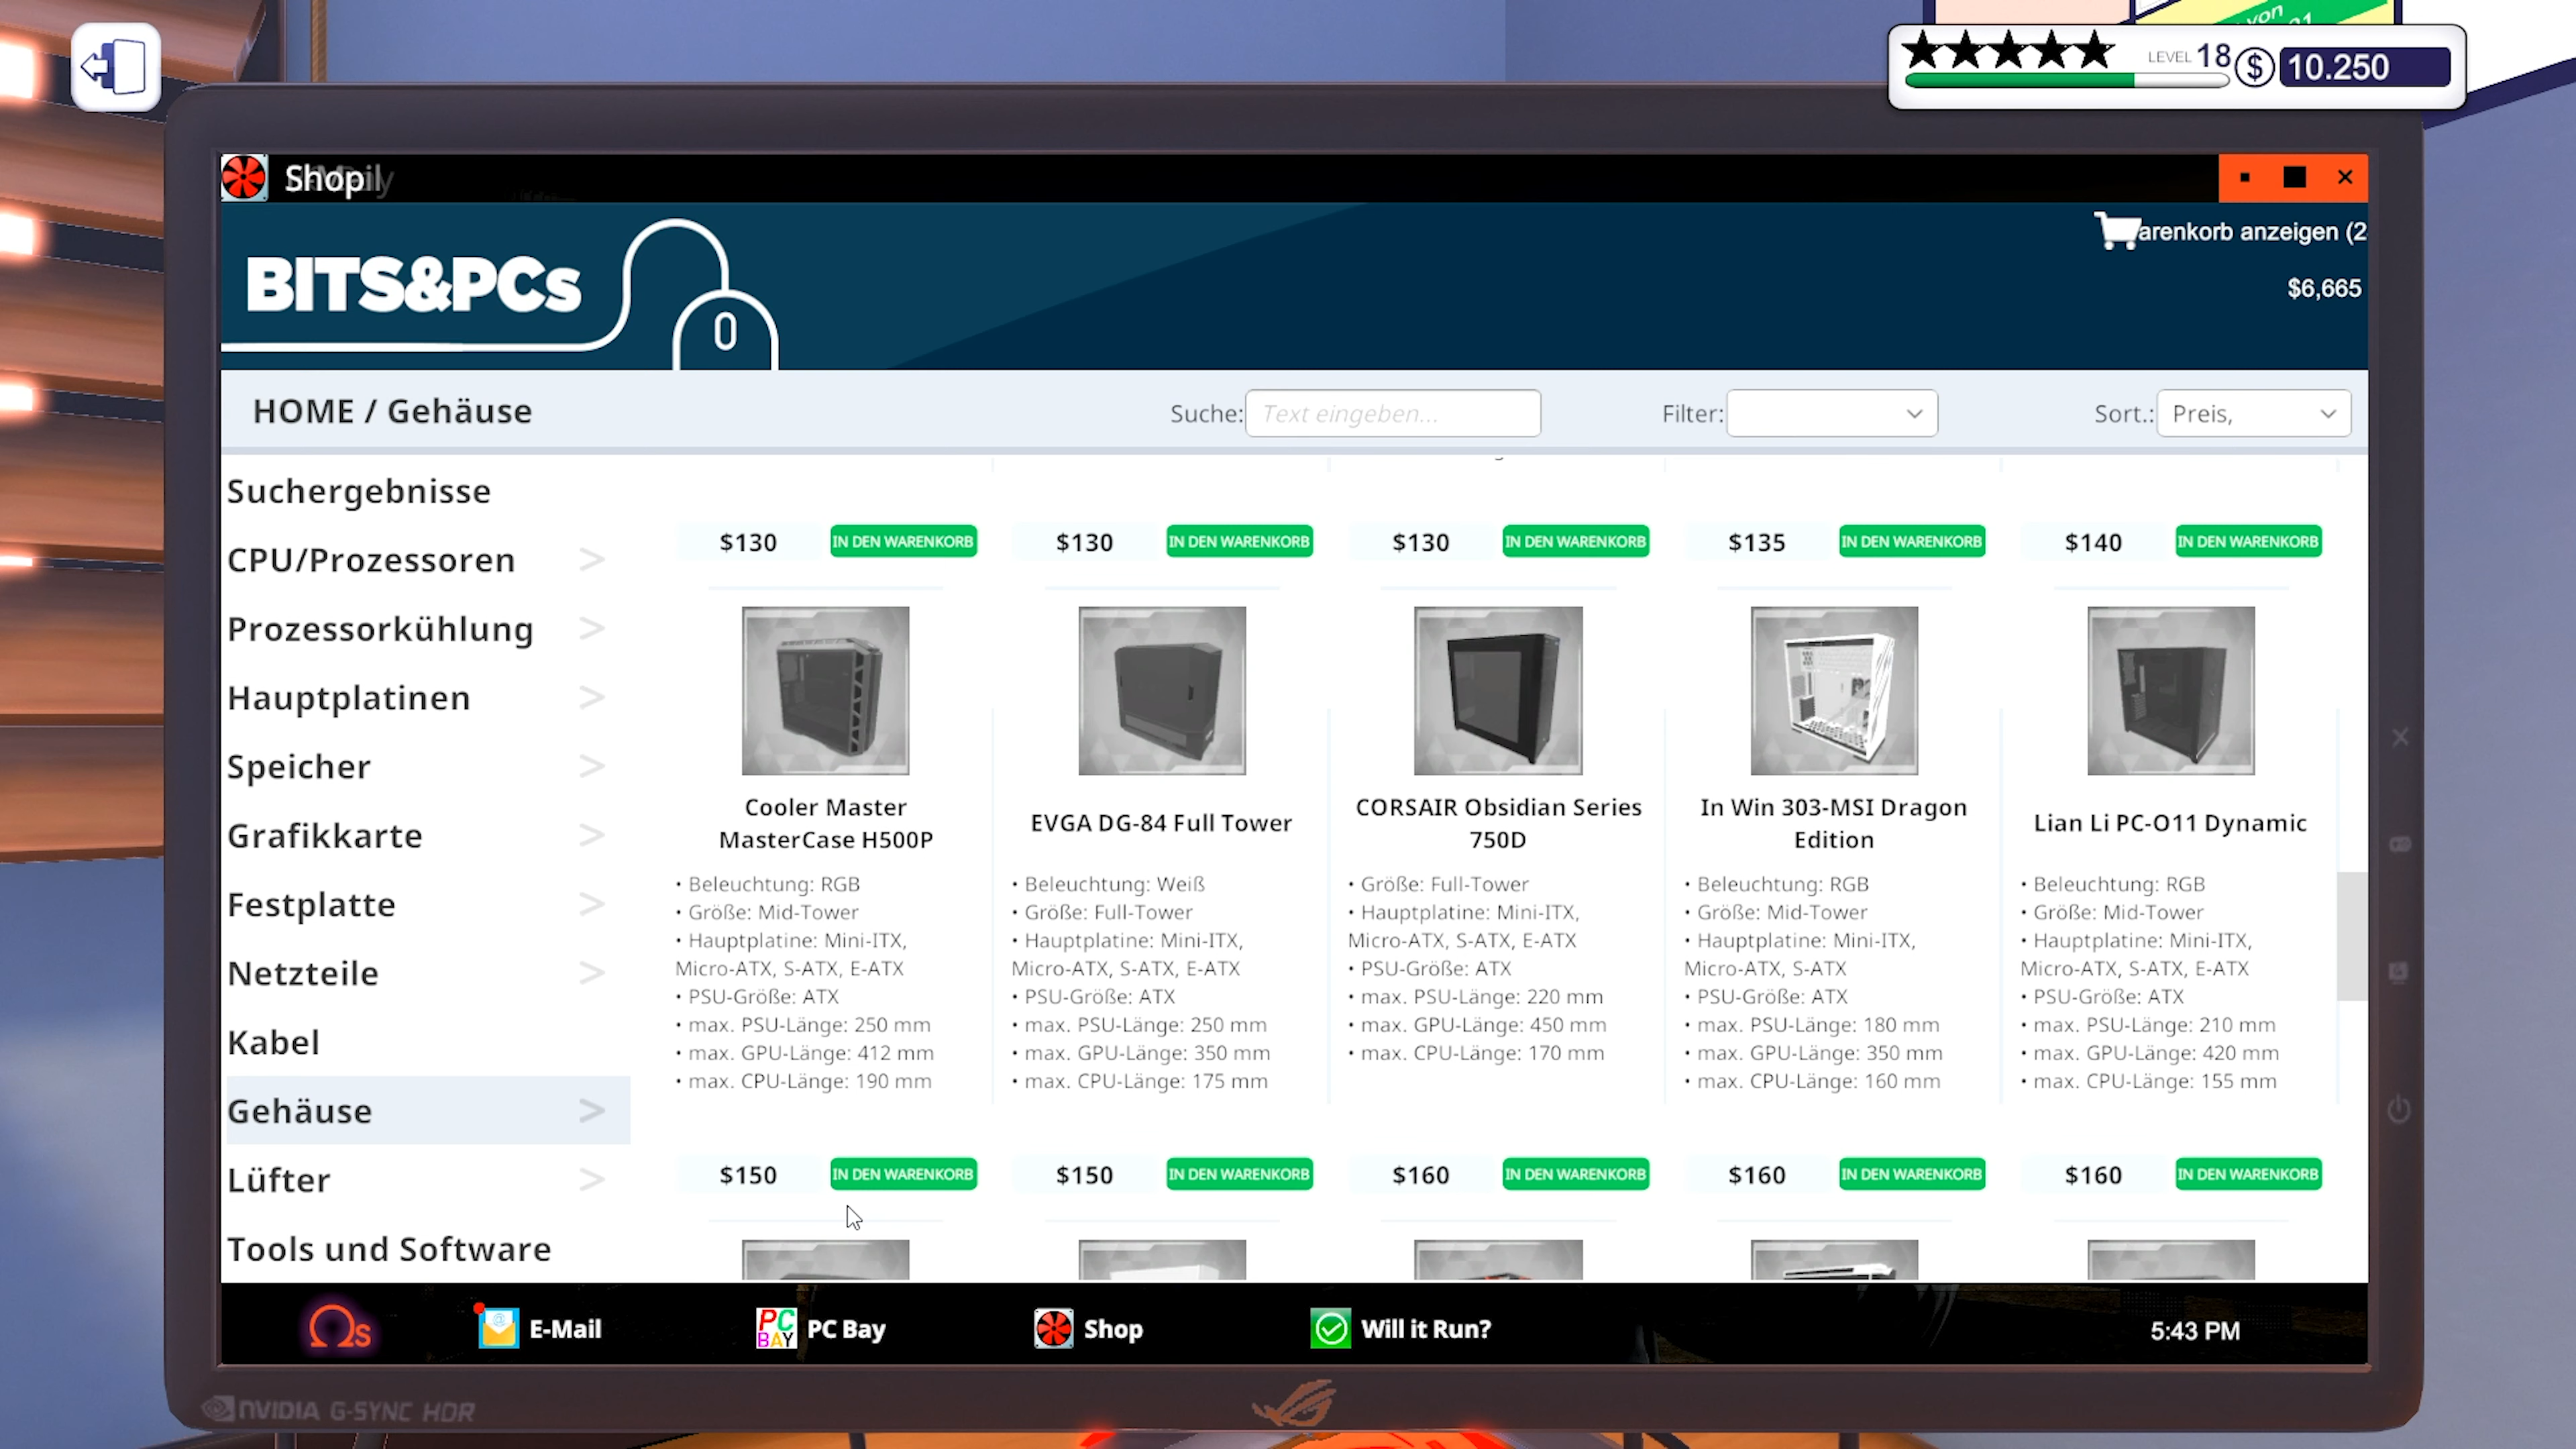 von
LEVEL 18
$ 10.250
Shop
BITS&PCs
arenkorb anzeigen (2
$6,665
HOME / Gehäuse
Suche: Text eingeben...
Filter:
Sort.: Preis,
Suchergebnisse
CPU/Prozessoren >
Prozessorkühlung >
Hauptplatinen >
Speicher >
Grafikkarte >
Festplatte >
Netzteile >
Kabel
Gehäuse >
Lüfter >
Tools und Software
$130 IN DEN WARENKORB
$130 IN DEN WARENKORB
$130 IN DEN WARENKORB
$135 IN DEN WARENKORB
$140 IN DEN WARENKORB
Cooler Master
MasterCase H500P
• Beleuchtung: RGB
• Größe: Mid-Tower
• Hauptplatine: Mini-ITX,
Micro-ATX, S-ATX, E-ATX
• PSU-Größe: ATX
• max. PSU-Länge: 250 mm
• max. GPU-Länge: 412 mm
• max. CPU-Länge: 190 mm
$150 IN DEN WARENKORB
EVGA DG-84 Full Tower
• Beleuchtung: Weiß
• Größe: Full-Tower
• Hauptplatine: Mini-ITX,
Micro-ATX, S-ATX, E-ATX
• PSU-Größe: ATX
• max. PSU-Länge: 250 mm
• max. GPU-Länge: 350 mm
• max. CPU-Länge: 175 mm
$150 IN DEN WARENKORB
CORSAIR Obsidian Series
750D
• Größe: Full-Tower
• Hauptplatine: Mini-ITX,
Micro-ATX, S-ATX, E-ATX
• PSU-Größe: ATX
• max. PSU-Länge: 220 mm
• max. GPU-Länge: 450 mm
• max. CPU-Länge: 170 mm
$160 IN DEN WARENKORB
In Win 303-MSI Dragon
Edition
• Beleuchtung: RGB
• Größe: Mid-Tower
• Hauptplatine: Mini-ITX,
Micro-ATX, S-ATX
• PSU-Größe: ATX
• max. PSU-Länge: 180 mm
• max. GPU-Länge: 350 mm
• max. CPU-Länge: 160 mm
$160 IN DEN WARENKORB
Lian Li PC-O11 Dynamic
• Beleuchtung: RGB
• Größe: Mid-Tower
• Hauptplatine: Mini-ITX,
Micro-ATX, S-ATX, E-ATX
• PSU-Größe: ATX
• max. PSU-Länge: 210 mm
• max. GPU-Länge: 420 mm
• max. CPU-Länge: 155 mm
$160 IN DEN WARENKORB
Ωs
E-Mail
PC BAY PC Bay
Shop
Will it Run?
5:43 PM
NVIDIA G-SYNC HDR